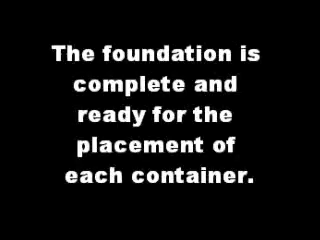 The foundation is
complete and
ready for the
placement of
each container.